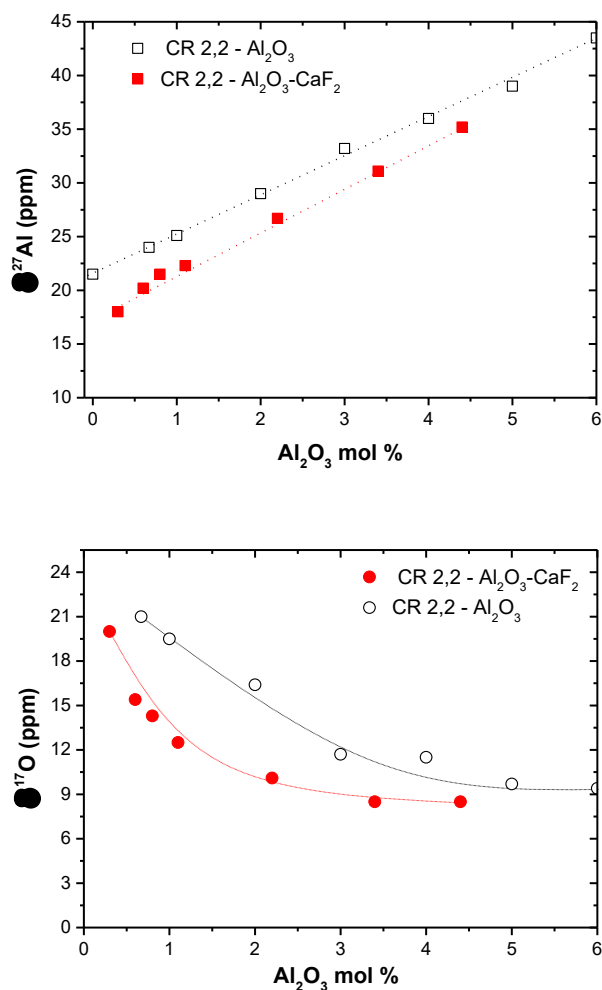 45
40
35
30
25
20
15
10
²⁷Al (ppm)
CR 2,2 - Al₂O₃
CR 2,2 - Al₂O₃-CaF₂
0 1 2 3 4 5 6
Al₂O₃ mol %
24
21
18
15
12
9
6
3
0
¹⁷O (ppm)
CR 2,2 - Al₂O₃-CaF₂
CR 2,2 - Al₂O₃
0 1 2 3 4 5 6
Al₂O₃ mol %